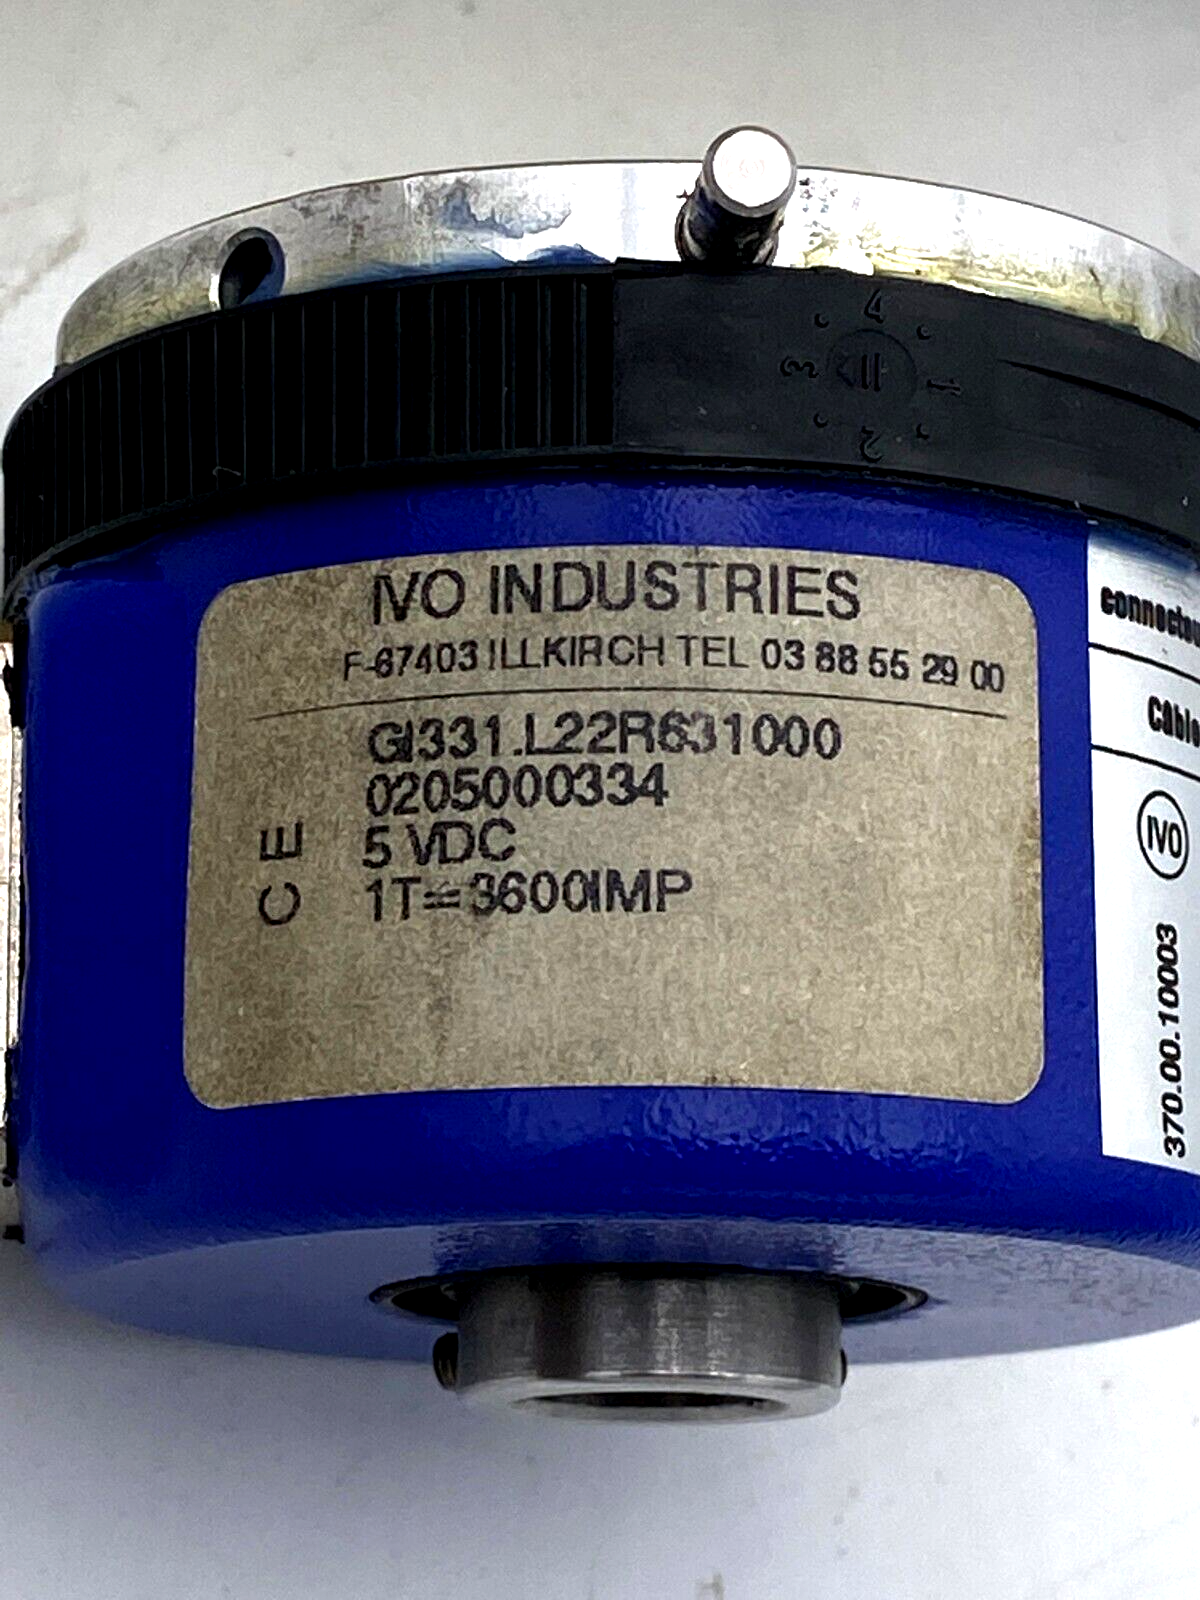 4
3 1
2
IVO INDUSTRIES
F-67403 ILLKIRCH TEL 03 88 55 29 00
GI331.L22R631000
0205000334
5 VDC
1T=3600IMP
CE
connecteu
Cable
IVO
370.00.10003